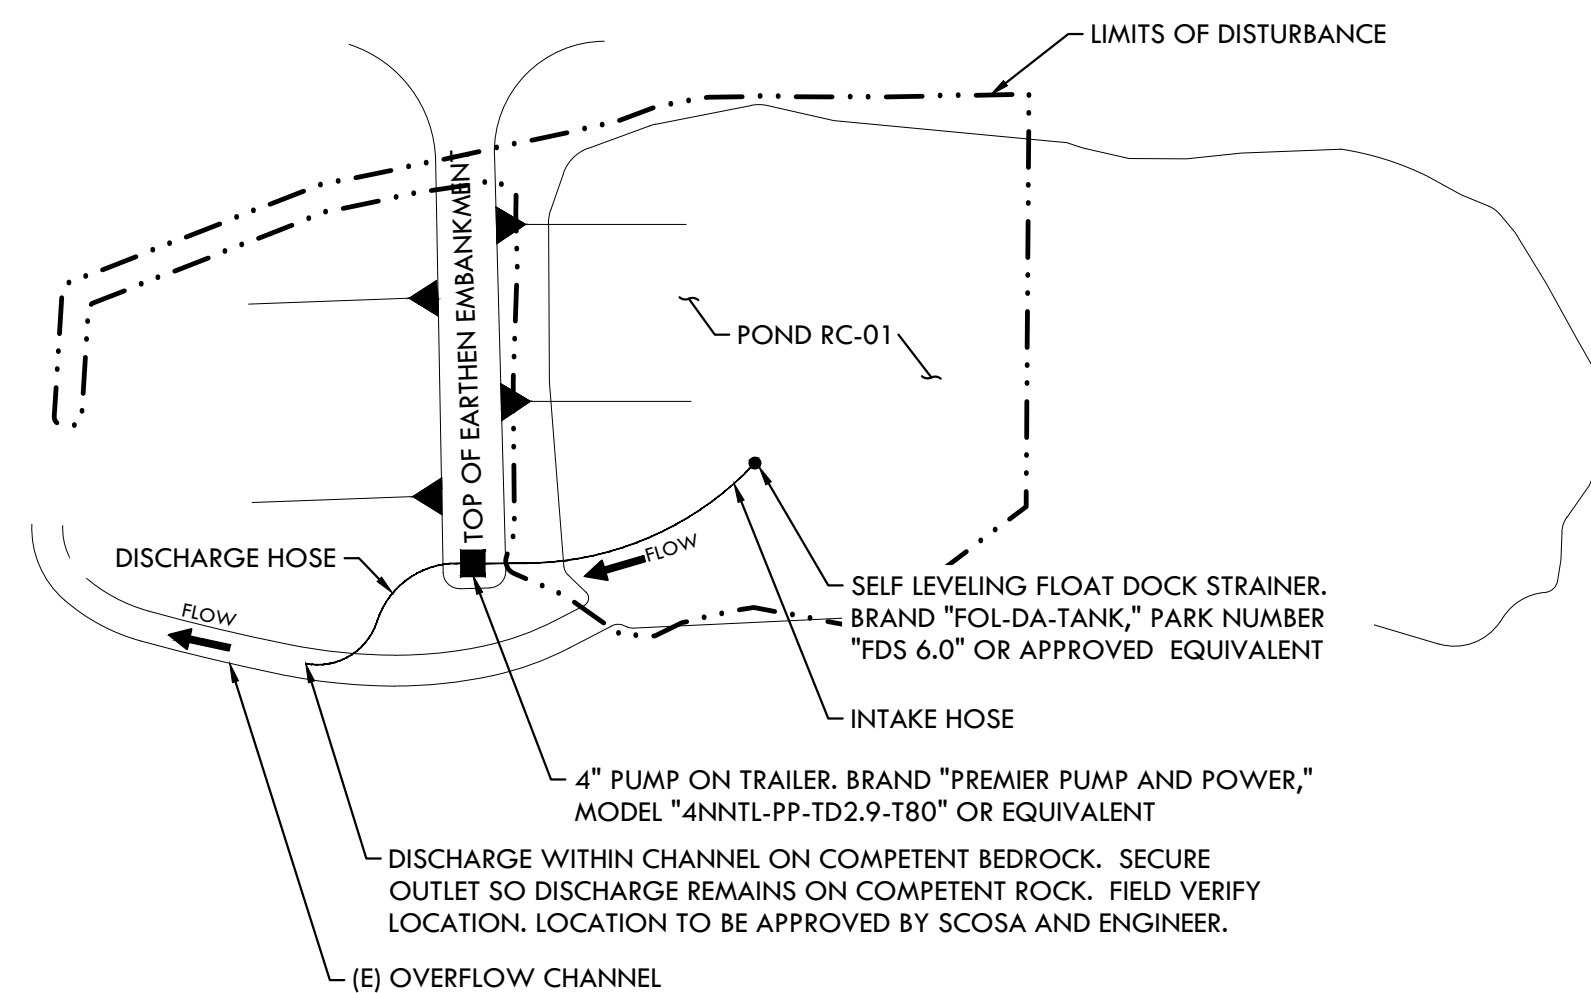 LIMITS OF DISTURBANCE
TOP OF EARTHEN EMBANKMENT
POND RC-01
DISCHARGE HOSE
FLOW
FLOW
SELF LEVELING FLOAT DOCK STRAINER.
BRAND "FOL-DA-TANK," PARK NUMBER
"FDS 6.0" OR APPROVED EQUIVALENT
INTAKE HOSE
4" PUMP ON TRAILER. BRAND "PREMIER PUMP AND POWER,"
MODEL "4NNTL-PP-TD2.9-T80" OR EQUIVALENT
DISCHARGE WITHIN CHANNEL ON COMPETENT BEDROCK. SECURE
OUTLET SO DISCHARGE REMAINS ON COMPETENT ROCK. FIELD VERIFY
LOCATION. LOCATION TO BE APPROVED BY SCOSA AND ENGINEER.
(E) OVERFLOW CHANNEL